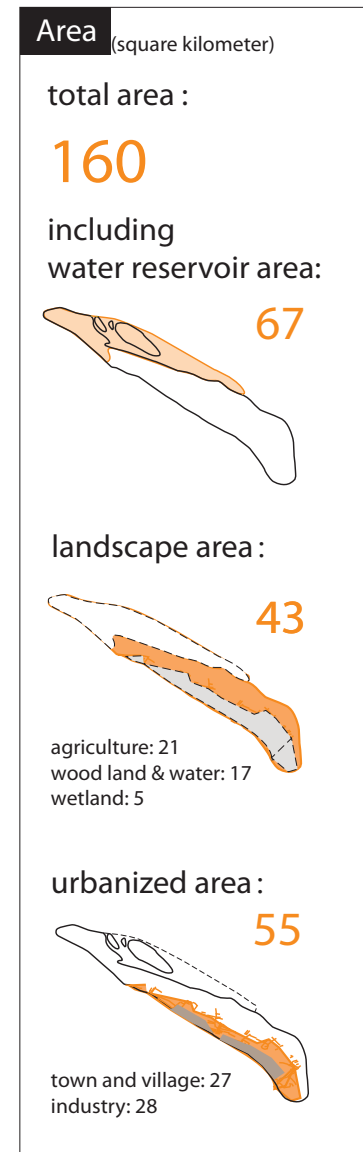 Area (square kilometer)
total area :
160
including
water reservoir area:
67
landscape area :
43
agriculture: 21
wood land & water: 17
wetland: 5
urbanized area :
55
town and village: 27
industry: 28